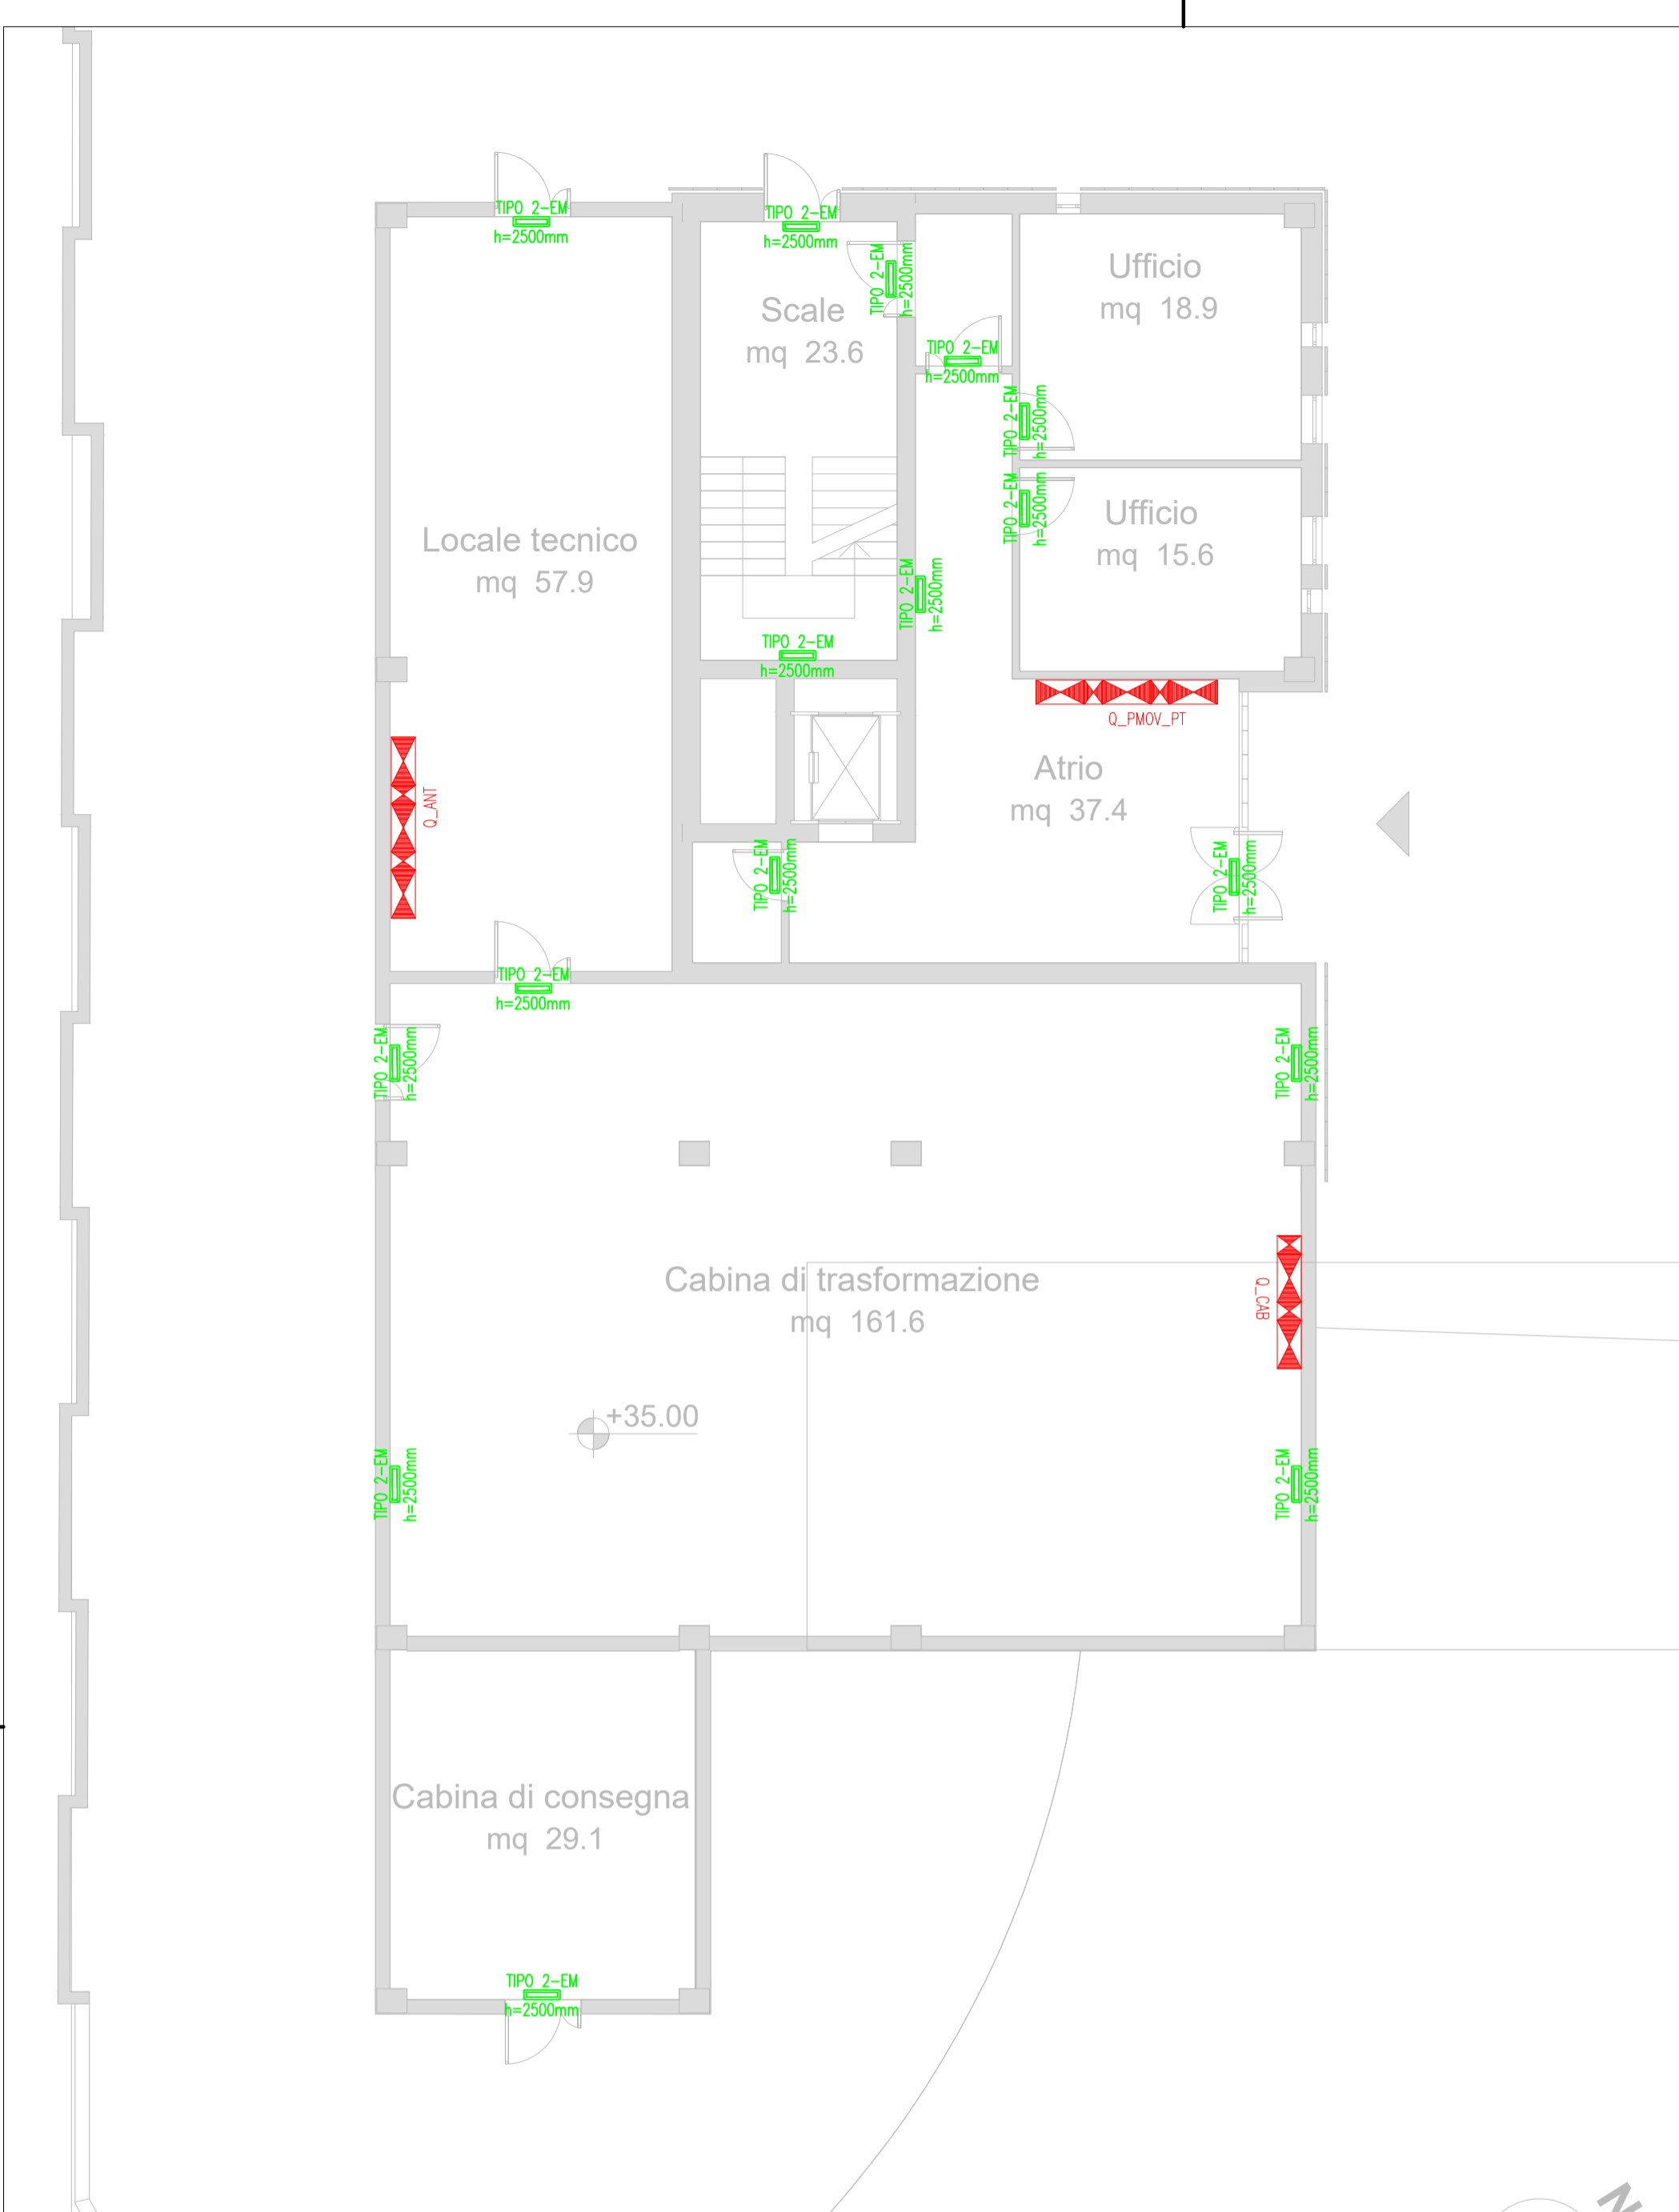 TIPO 2-EM
h=2500mm
TIPO 2-EM
h=2500mm
TIPO 2-EM
h=2500mm
Ufficio
mq 18.9
Scale
mq 23.6
TIPO 2-EM
h=2500mm
TIPO 2-EM
h=2500mm
TIPO 2-EM
h=2500mm
Ufficio
mq 15.6
Locale tecnico
mq 57.9
TIPO 2-EM
h=2500mm
TIPO 2-EM
h=2500mm
Q_PMOV_PT
Atrio
mq 37.4
Q_ANT
TIPO 2-EM
h=2500mm
TIPO 2-EM
h=2500mm
TIPO 2-EM
h=2500mm
TIPO 2-EM
h=2500mm
TIPO 2-EM
h=2500mm
Cabina di trasformazione
mq 161.6
Q_CAB
+35.00
TIPO 2-EM
h=2500mm
TIPO 2-EM
h=2500mm
Cabina di consegna
mq 29.1
TIPO 2-EM
h=2500mm
N